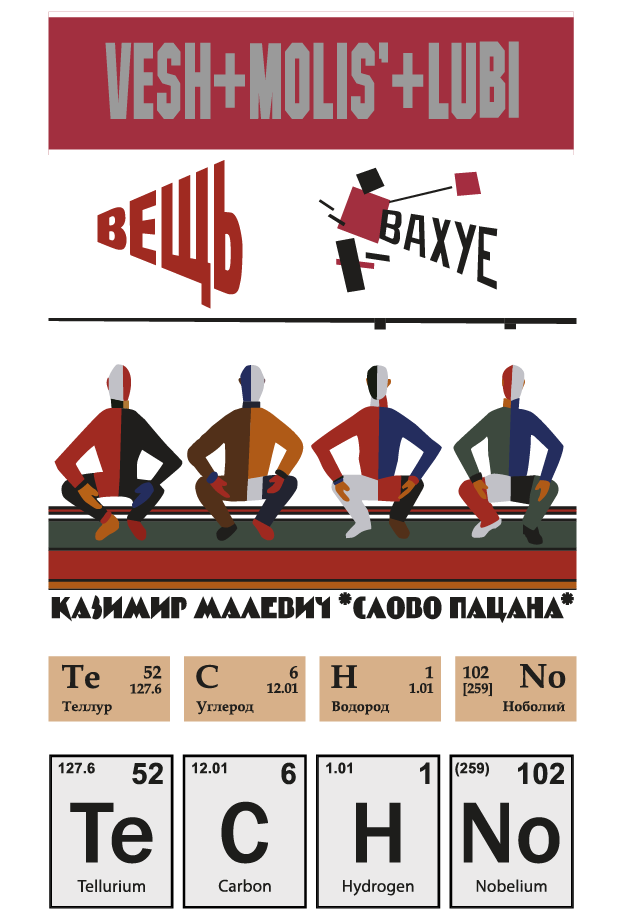 VESH+MOLIS'+LUBI
ВЕЩЬ
ВАХУЕ
КАЗИМИР МАЛЕВИЧ *СЛОВО ПАЦАНА*
Te 52
127.6
Теллур
C 6
12.01
Углерод
H 1
1.01
Водород
102 No
[259]
Ноболий
127.6 52
Te
Tellurium
12.01 6
C
Carbon
1.01 1
H
Hydrogen
(259) 102
No
Nobelium